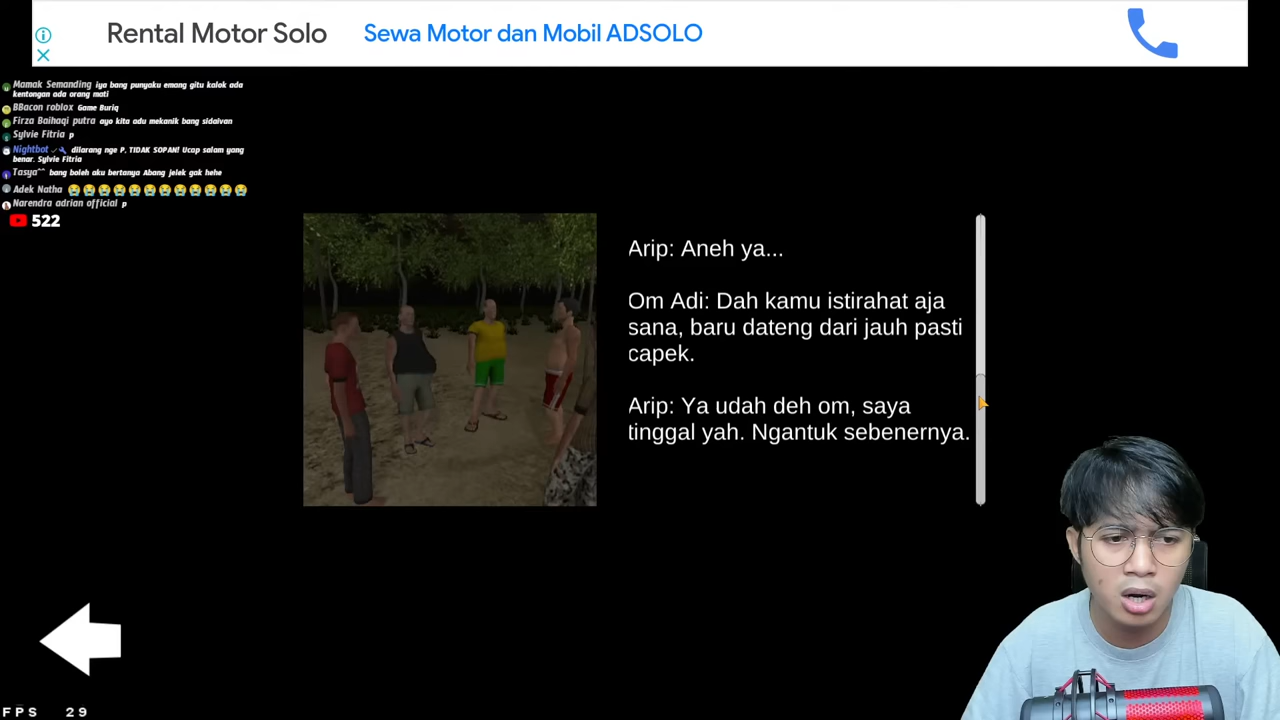 Rental Motor Solo
Sewa Motor dan Mobil ADSOLO
Mamak Semanding iya bang punyaku emang gitu kalok ada
kentongan ada orang mati
BBacon roblox Game Buriq
Firza Baihaqi putra ayo kita adu mekanik bang sidaivan
Sylvie Fitria p
Nightbot dilarang nge P, TIDAK SOPAN! Ucap salam yang
benar. Sylvie Fitria
Tasya^^ bang boleh aku bertanya Abang jelek gak hehe
Adek Natha 😭😭😭😭😭😭😭😭😭😭😭😭
Narendra adrian official p
522
Arip: Aneh ya...
Om Adi: Dah kamu istirahat aja
sana, baru dateng dari jauh pasti
capek.
Arip: Ya udah deh om, saya
tinggal yah. Ngantuk sebenernya.
FPS 29